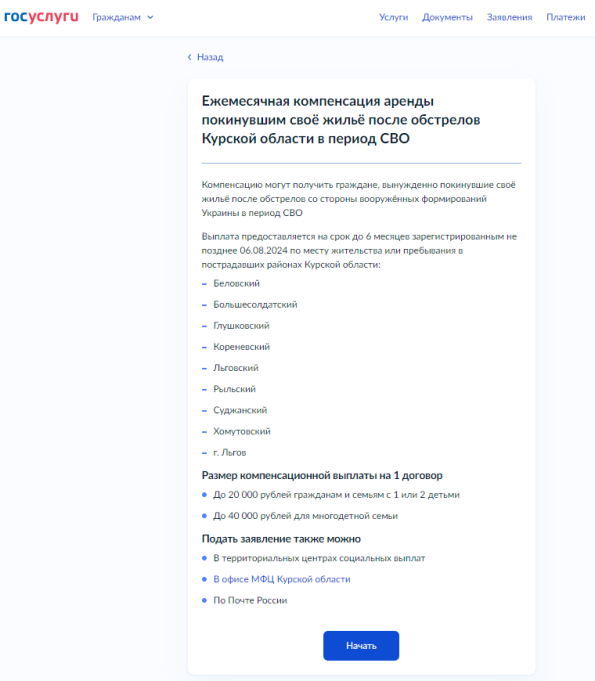 госуслуги Гражданам Услуги Документы Заявления Платежи
Назад
Ежемесячная компенсация аренды
покинувшим своё жильё после обстрелов
Курской области в период СВО
Компенсацию могут получить граждане, вынужденно покинувшие своё
жильё после обстрелов со стороны вооружённых формирований
Украины в период СВО
Выплата предоставляется на срок до 6 месяцев зарегистрированным не
позднее 06.08.2024 по месту жительства или пребывания в
пострадавших районах Курской области:
– Беловский
– Большесолдатский
– Глушковский
– Кореневский
– Льговский
– Рыльский
– Суджанский
– Хомутовский
– г. Льгов
Размер компенсационной выплаты на 1 договор
• До 20 000 рублей гражданам и семьям с 1 или 2 детьми
• До 40 000 рублей для многодетной семьи
Подать заявление также можно
• В территориальных центрах социальных выплат
• В офисе МФЦ Курской области
• По Почте России
Начать